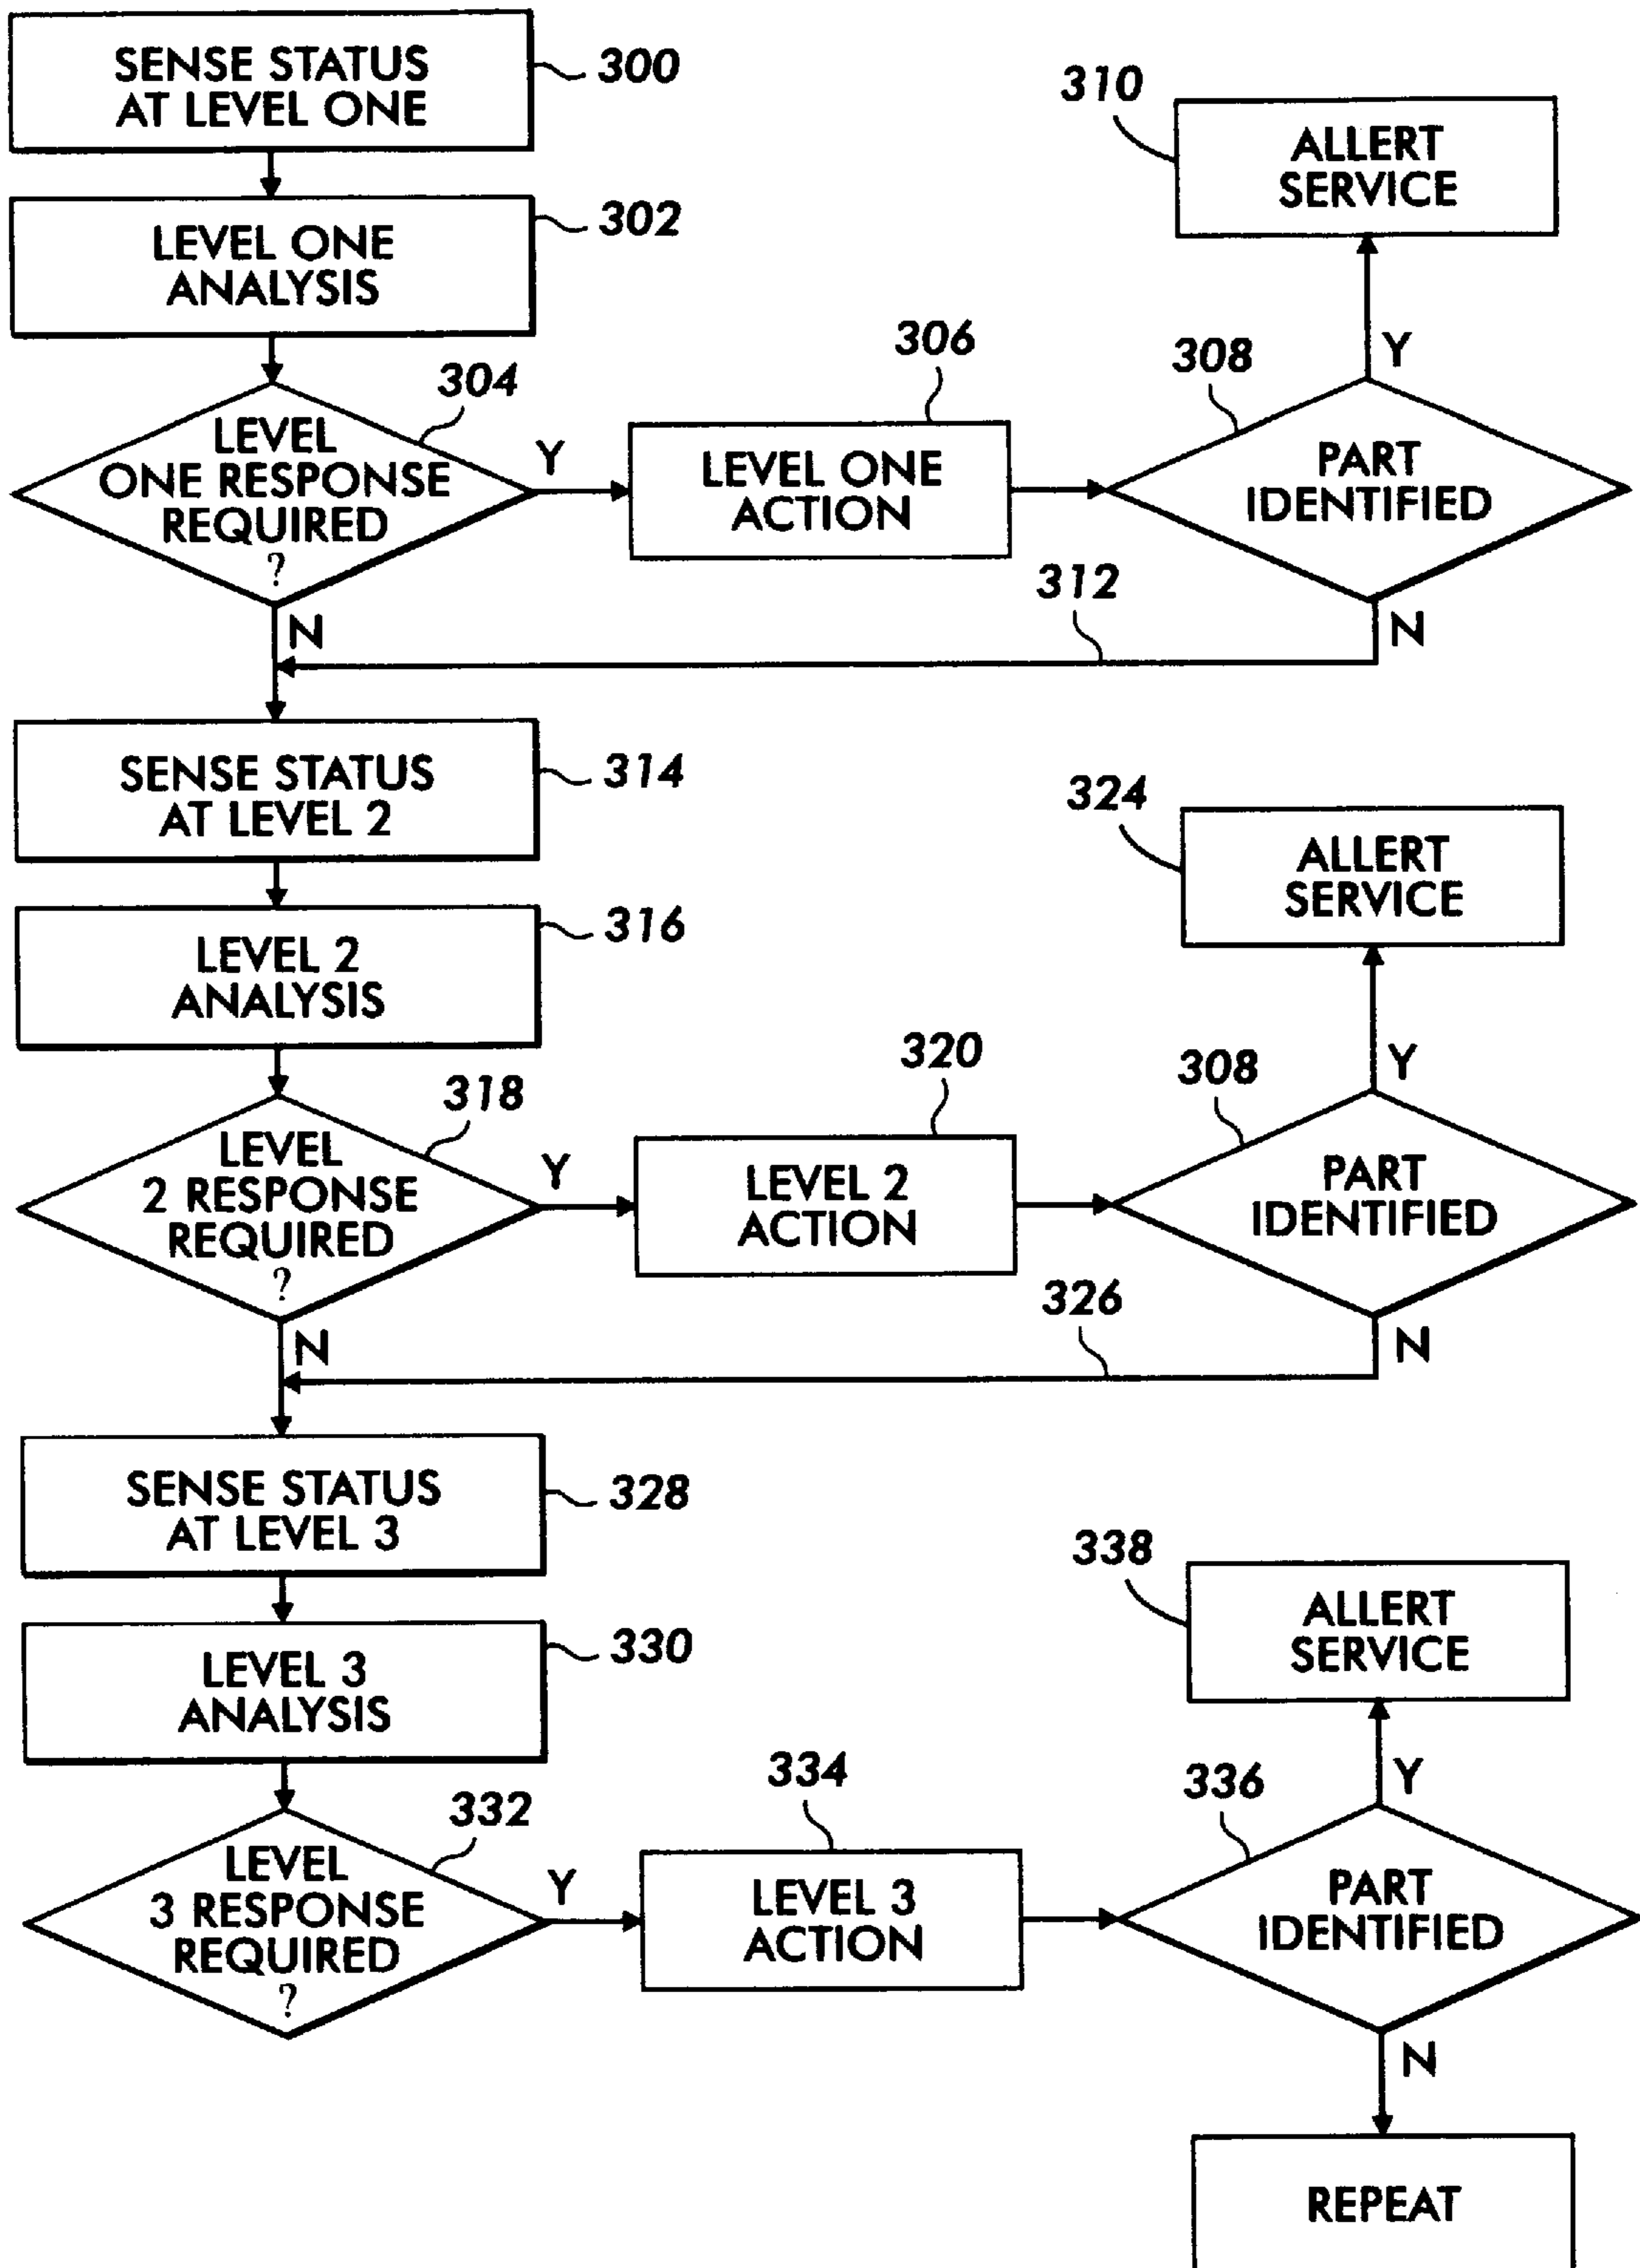 SENSE STATUS
AT LEVEL ONE
300
310
ALLERT
SERVICE
LEVEL ONE
ANALYSIS
302
304
LEVEL
ONE RESPONSE
REQUIRED
?
Y
N
306
LEVEL ONE
ACTION
308
PART
IDENTIFIED
Y
N
312
SENSE STATUS
AT LEVEL 2
314
324
ALLERT
SERVICE
LEVEL 2
ANALYSIS
316
318
LEVEL
2 RESPONSE
REQUIRED
?
Y
N
320
LEVEL 2
ACTION
308
PART
IDENTIFIED
Y
N
326
SENSE STATUS
AT LEVEL 3
328
338
ALLERT
SERVICE
LEVEL 3
ANALYSIS
330
332
LEVEL
3 RESPONSE
REQUIRED
?
Y
334
LEVEL 3
ACTION
336
PART
IDENTIFIED
Y
N
REPEAT